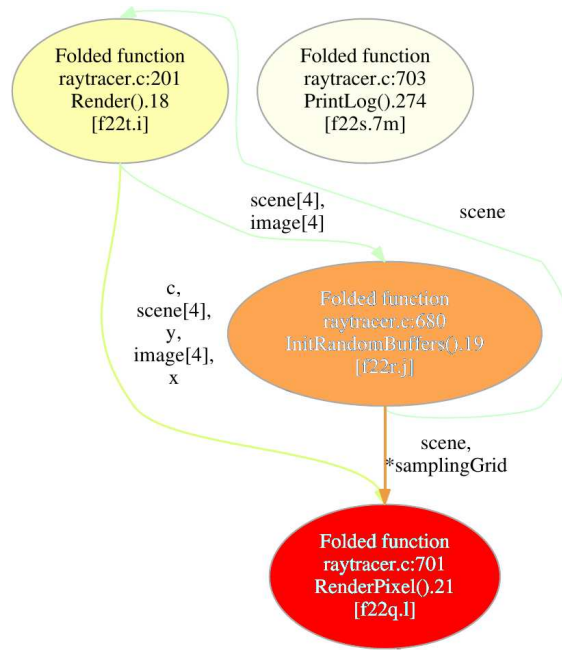 Folded function
raytracer.c:201
Render().18
[f22t.i]
Folded function
raytracer.c:703
PrintLog().274
[f22s.7m]
scene[4],
image[4]
scene
c,
scene[4],
y,
image[4],
x
Folded function
raytracer.c:680
InitRandomBuffers().19
[f22r.j]
scene,
*samplingGrid
Folded function
raytracer.c:701
RenderPixel().21
[f22q.l]